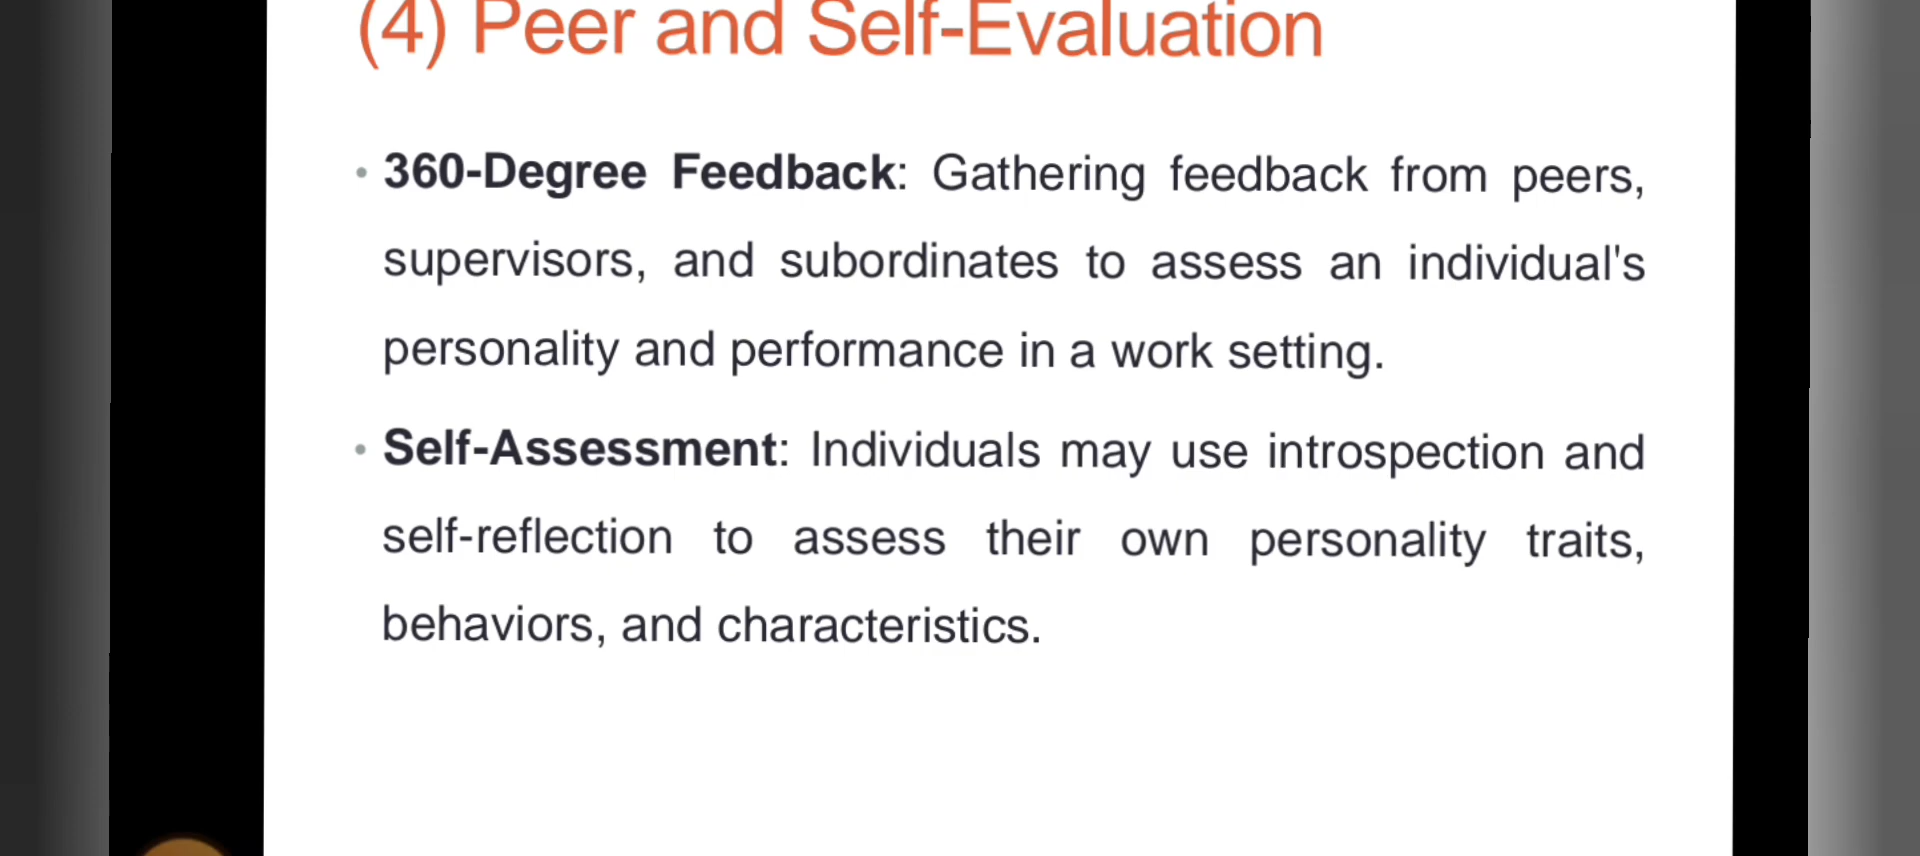 (4) Peer and Self-Evaluation
• 360-Degree Feedback: Gathering feedback from peers,
supervisors, and subordinates to assess an individual's
personality and performance in a work setting.
• Self-Assessment: Individuals may use introspection and
self-reflection to assess their own personality traits,
behaviors, and characteristics.